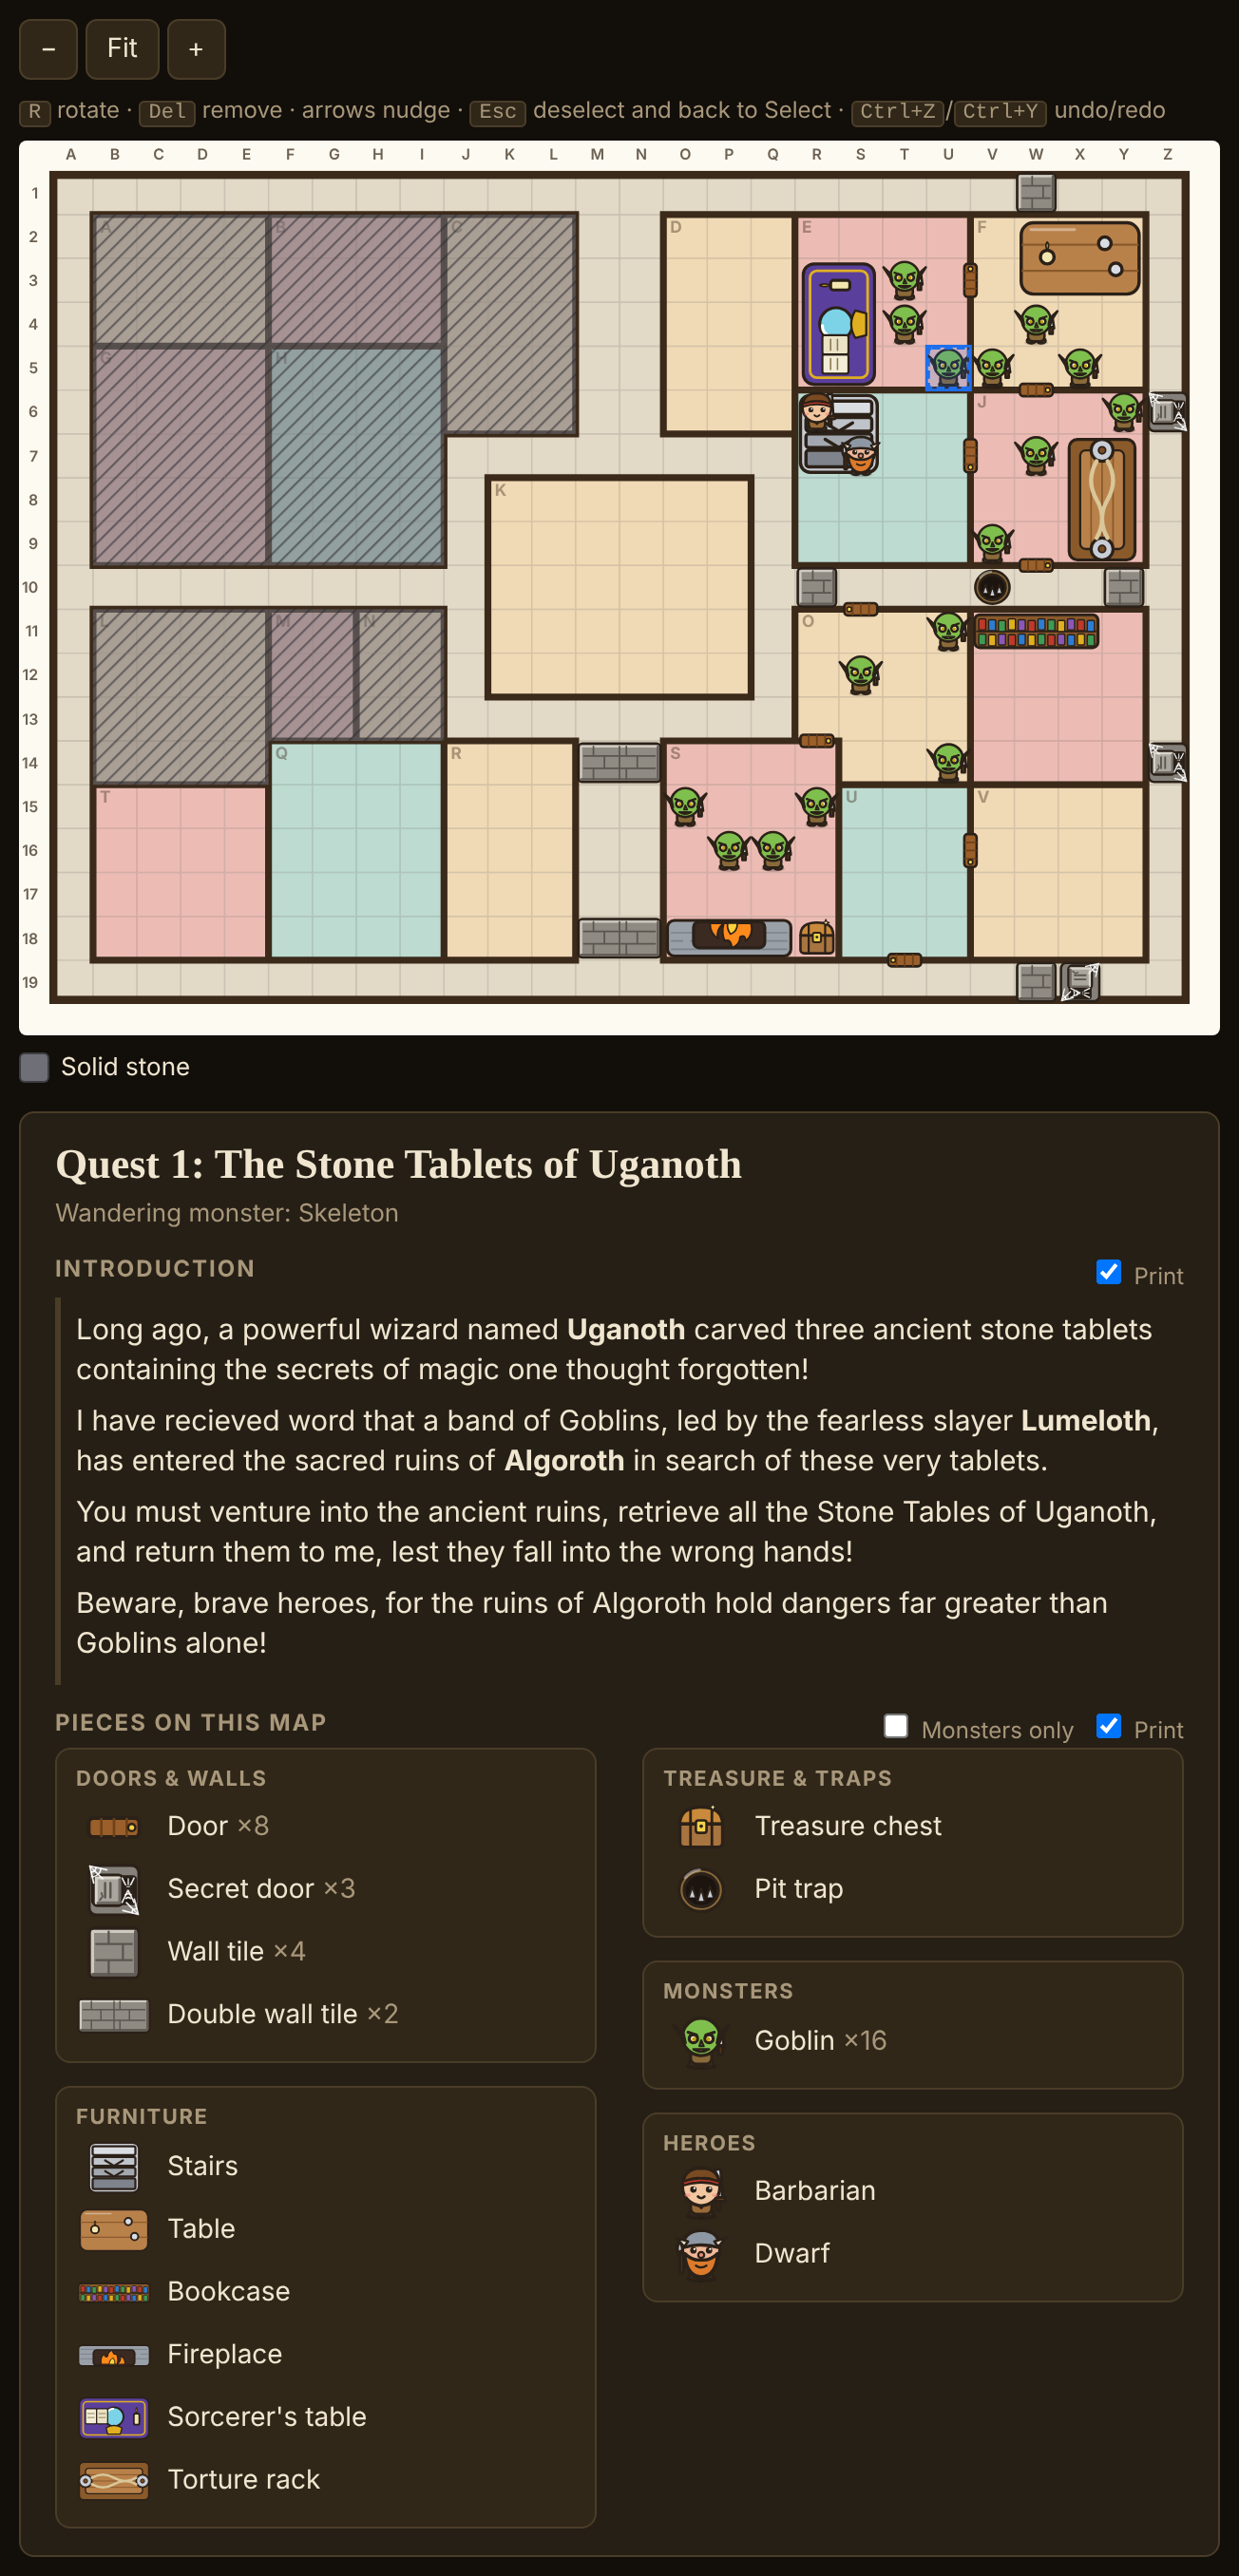 − Fit +
R rotate · Del remove · arrows nudge · Esc deselect and back to Select · Ctrl+Z/Ctrl+Y undo/redo
A B C D E F G H I J K L M N O P Q R S T U V W X Y Z
1
2
3
4
5
6
7
8
9
10
11
12
13
14
15
16
17
18
19
A
C
D
E
F
G
H
J
K
M
N
O
Q
R
S
T
U
V
Solid stone
Quest 1: The Stone Tablets of Uganoth
Wandering monster: Skeleton
INTRODUCTION
Print
Long ago, a powerful wizard named Uganoth carved three ancient stone tablets
containing the secrets of magic one thought forgotten!
I have recieved word that a band of Goblins, led by the fearless slayer Lumeloth,
has entered the sacred ruins of Algoroth in search of these very tablets.
You must venture into the ancient ruins, retrieve all the Stone Tables of Uganoth,
and return them to me, lest they fall into the wrong hands!
Beware, brave heroes, for the ruins of Algoroth hold dangers far greater than
Goblins alone!
PIECES ON THIS MAP
Monsters only Print
DOORS & WALLS
Door ×8
Secret door ×3
Wall tile ×4
Double wall tile ×2
FURNITURE
Stairs
Table
Bookcase
Fireplace
Sorcerer's table
Torture rack
TREASURE & TRAPS
Treasure chest
Pit trap
MONSTERS
Goblin ×16
HEROES
Barbarian
Dwarf